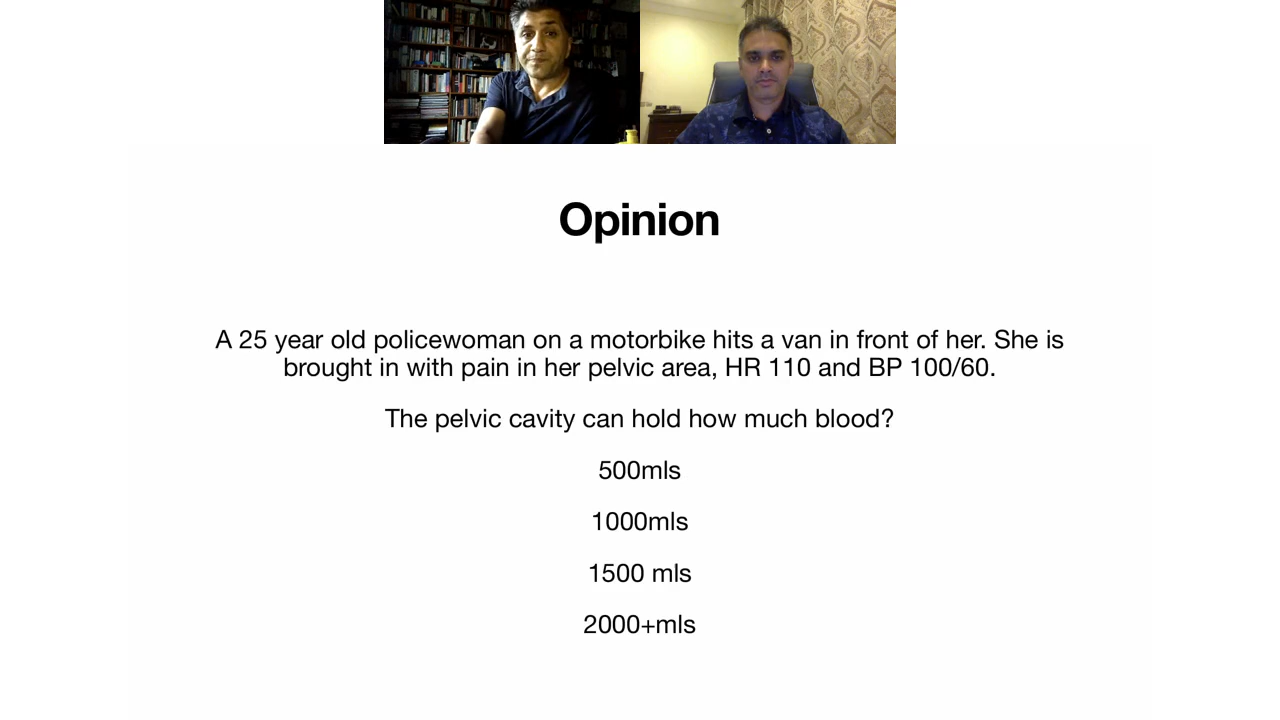 Opinion
A 25 year old policewoman on a motorbike hits a van in front of her. She is
brought in with pain in her pelvic area, HR 110 and BP 100/60.
The pelvic cavity can hold how much blood?
500mls
1000mls
1500 mls
2000+mls